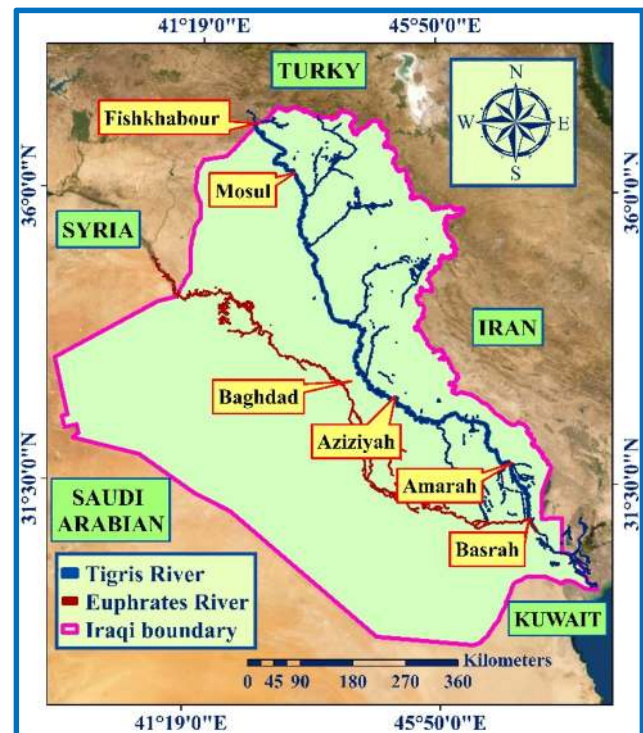 41°19'0"E
45°50'0"E
TURKY
N
W
E
S
Fishkhabour
36°0'0"N
36°0'0"N
Mosul
SYRIA
IRAN
Baghdad
Aziziyah
31°30'0"N
31°30'0"N
Amarah
SAUDI
ARABIAN
Basrah
Tigris River
Euphrates River
Iraqi boundary
KUWAIT
Kilometers
0 45 90 180 270 360
41°19'0"E
45°50'0"E